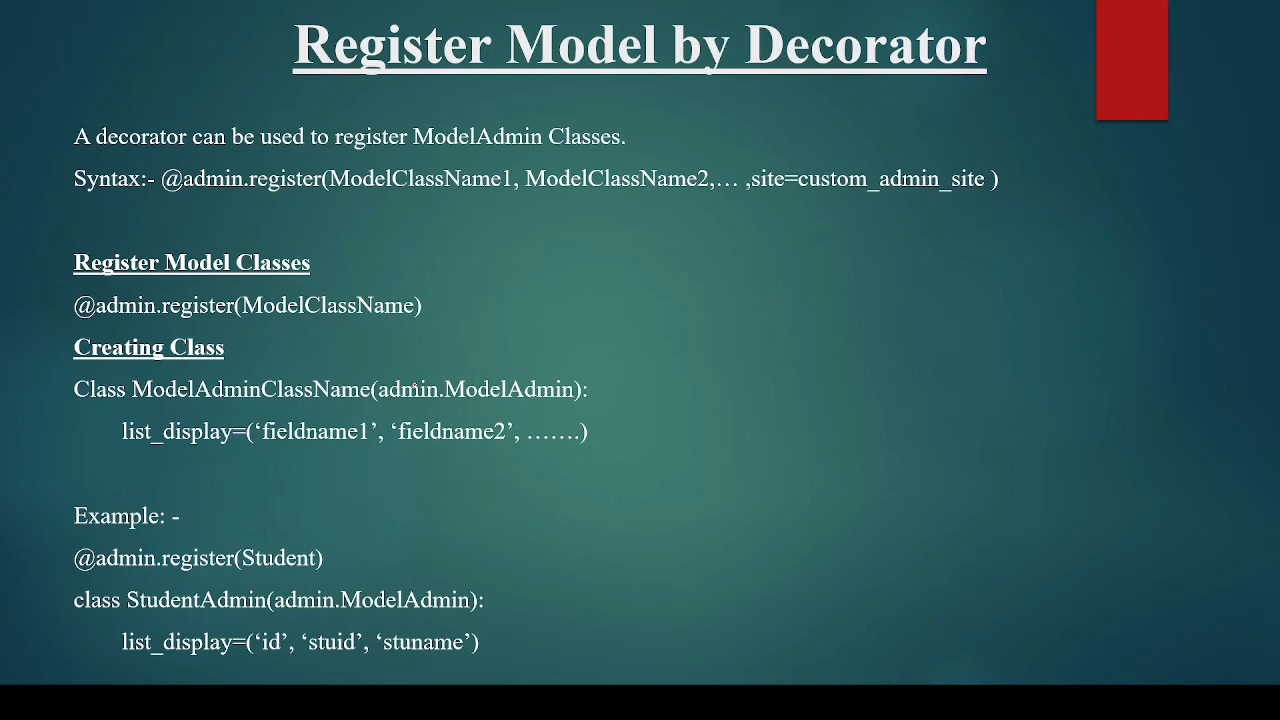 Register Model by Decorator
A decorator can be used to register ModelAdmin Classes.
Syntax:- @admin.register(ModelClassName1, ModelClassName2,… ,site=custom_admin_site )
Register Model Classes
@admin.register(ModelClassName)
Creating Class
Class ModelAdminClassName(admin.ModelAdmin):
list_display=(‘fieldname1’, ‘fieldname2’, …….)
Example: -
@admin.register(Student)
class StudentAdmin(admin.ModelAdmin):
list_display=(‘id’, ‘stuid’, ‘stuname’)